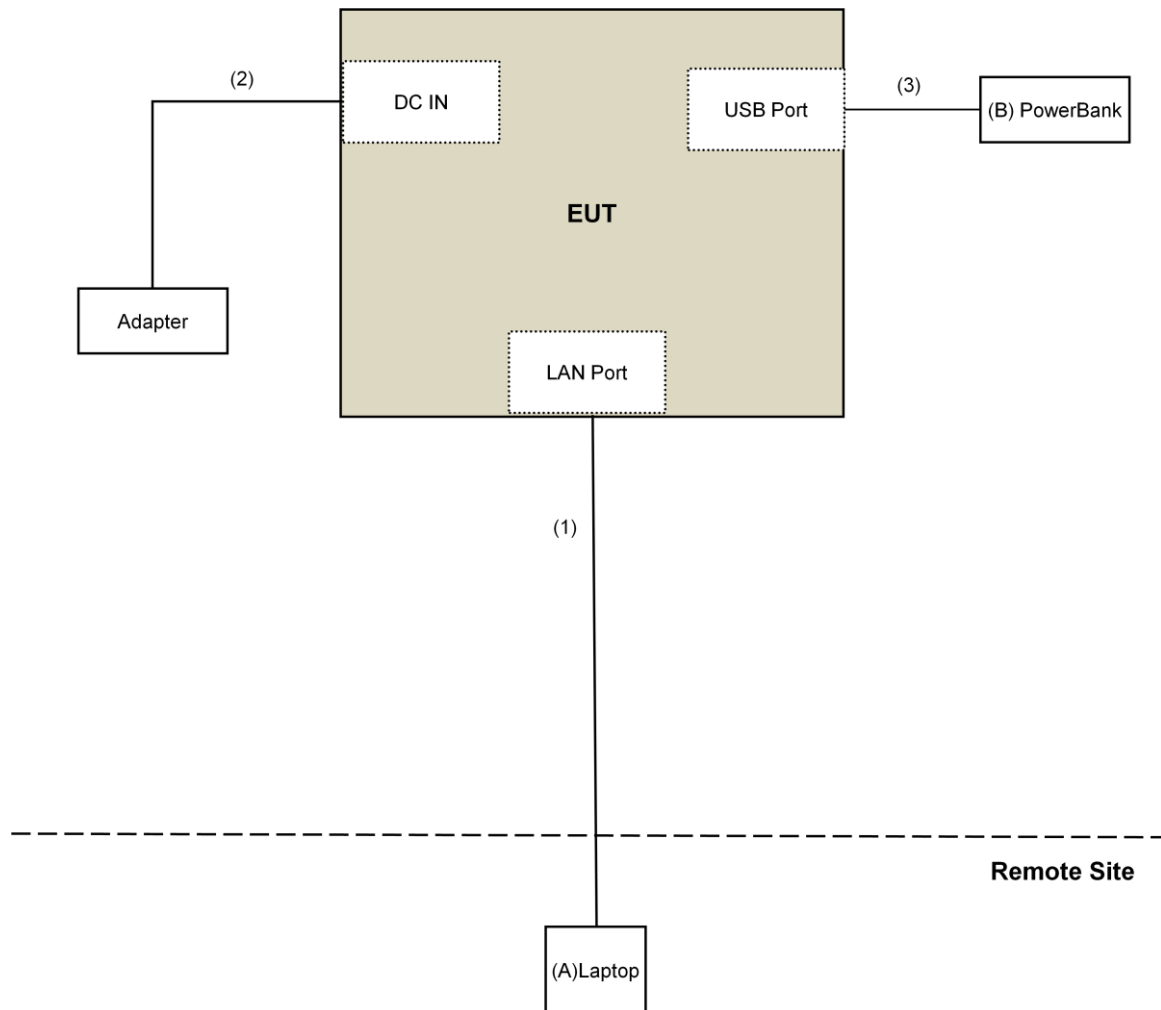 (2)
DC IN
USB Port
(3)
(B) PowerBank
EUT
Adapter
LAN Port
(1)
Remote Site
(A)Laptop